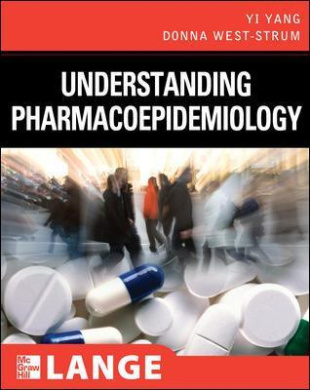 YI YANG
DONNA WEST-STRUM
UNDERSTANDING
PHARMACOEPIDEMIOLOGY
Mc
Graw
Hill
LANGE